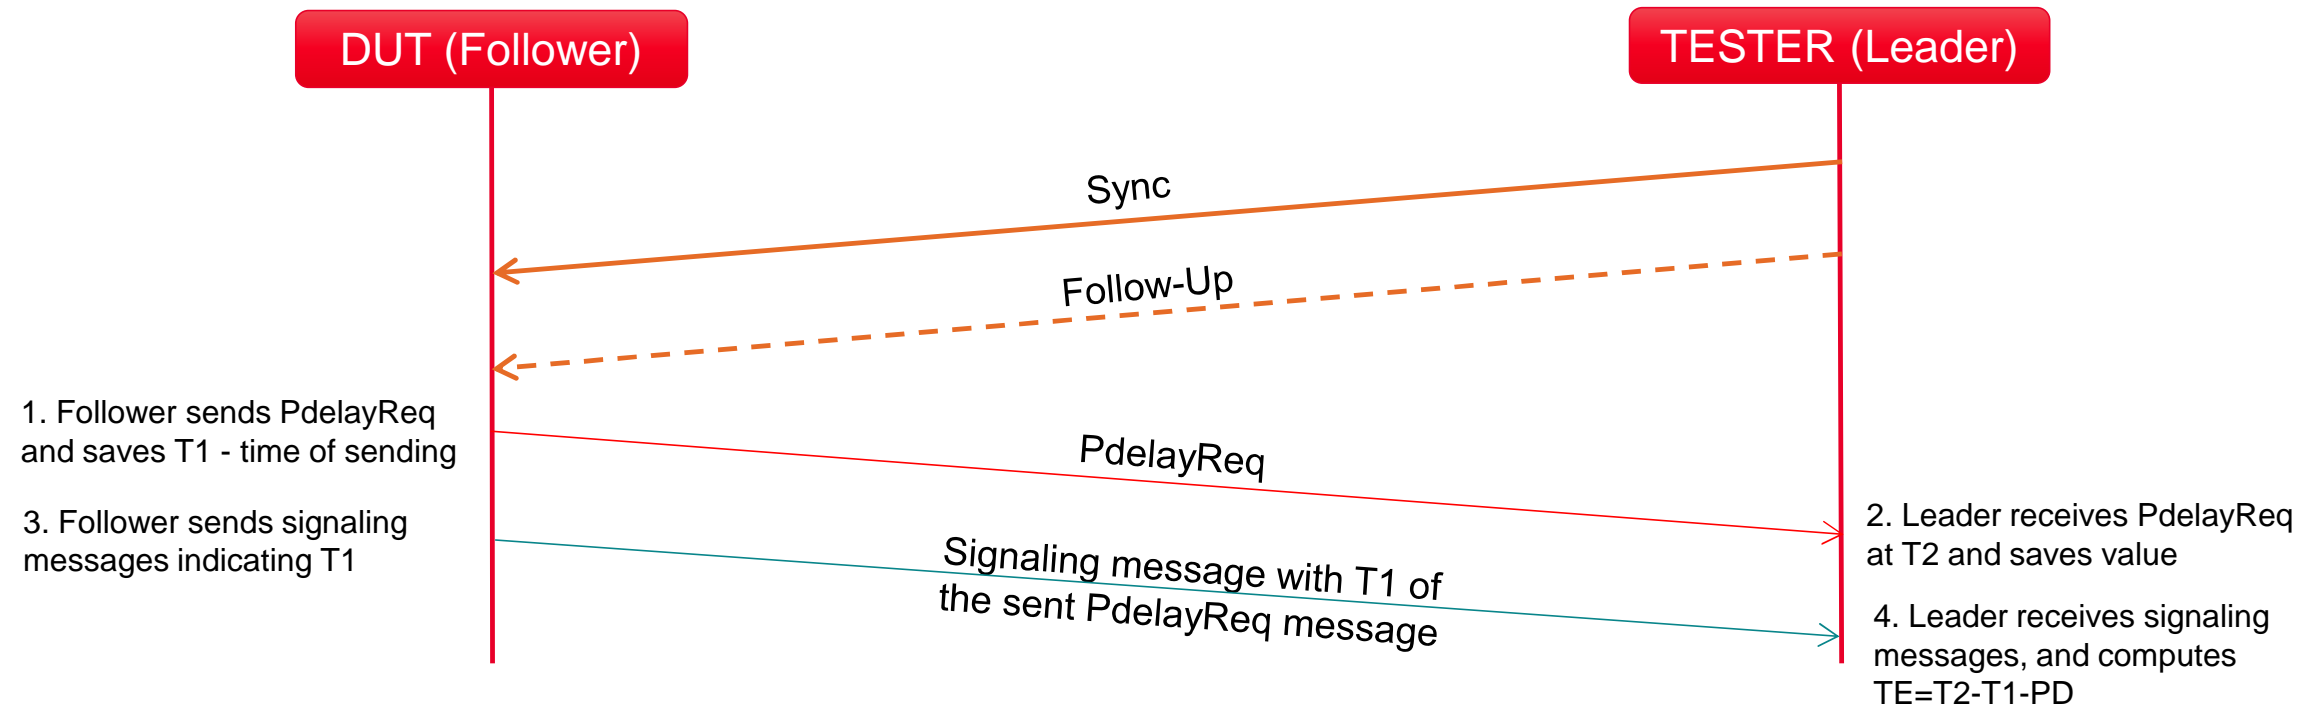 DUT (Follower)
TESTER (Leader)
Sync
Follow-Up
1. Follower sends PdelayReq
and saves T1 - time of sending
PdelayReq
2. Leader receives PdelayReq
at T2 and saves value
3. Follower sends signaling
messages indicating T1
Signaling message with T1 of
the sent PdelayReq message
4. Leader receives signaling
messages, and computes
TE=T2-T1-PD